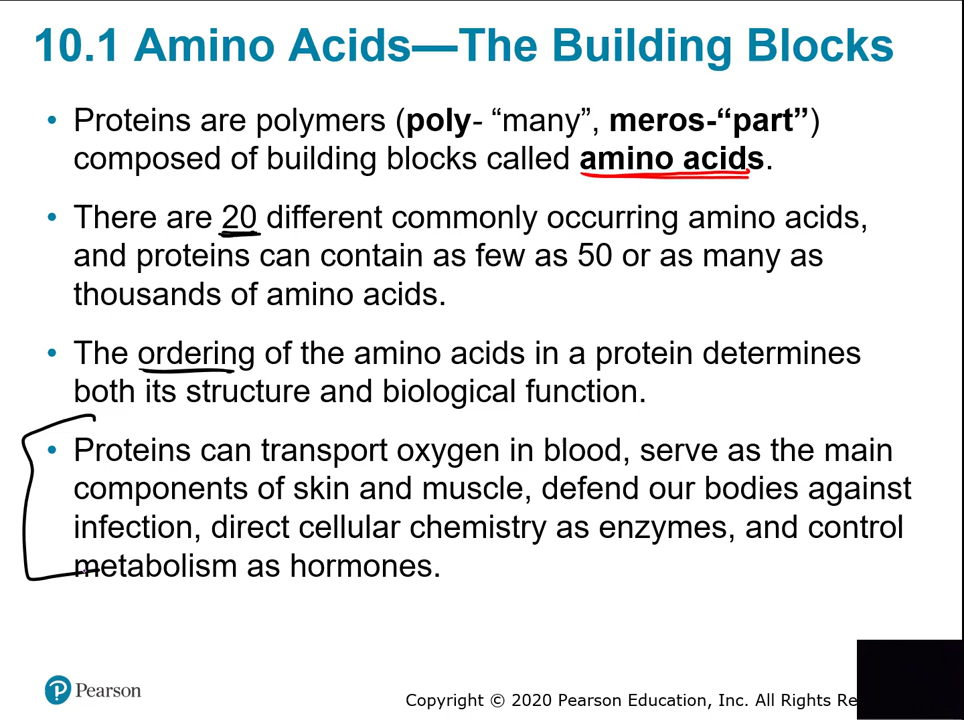 10.1 Amino Acids—The Building Blocks
• Proteins are polymers (poly- “many”, meros-“part”)
composed of building blocks called amino acids.
• There are 20 different commonly occurring amino acids,
and proteins can contain as few as 50 or as many as
thousands of amino acids.
• The ordering of the amino acids in a protein determines
both its structure and biological function.
• Proteins can transport oxygen in blood, serve as the main
components of skin and muscle, defend our bodies against
infection, direct cellular chemistry as enzymes, and control
metabolism as hormones.
P Pearson
Copyright © 2020 Pearson Education, Inc. All Rights Re